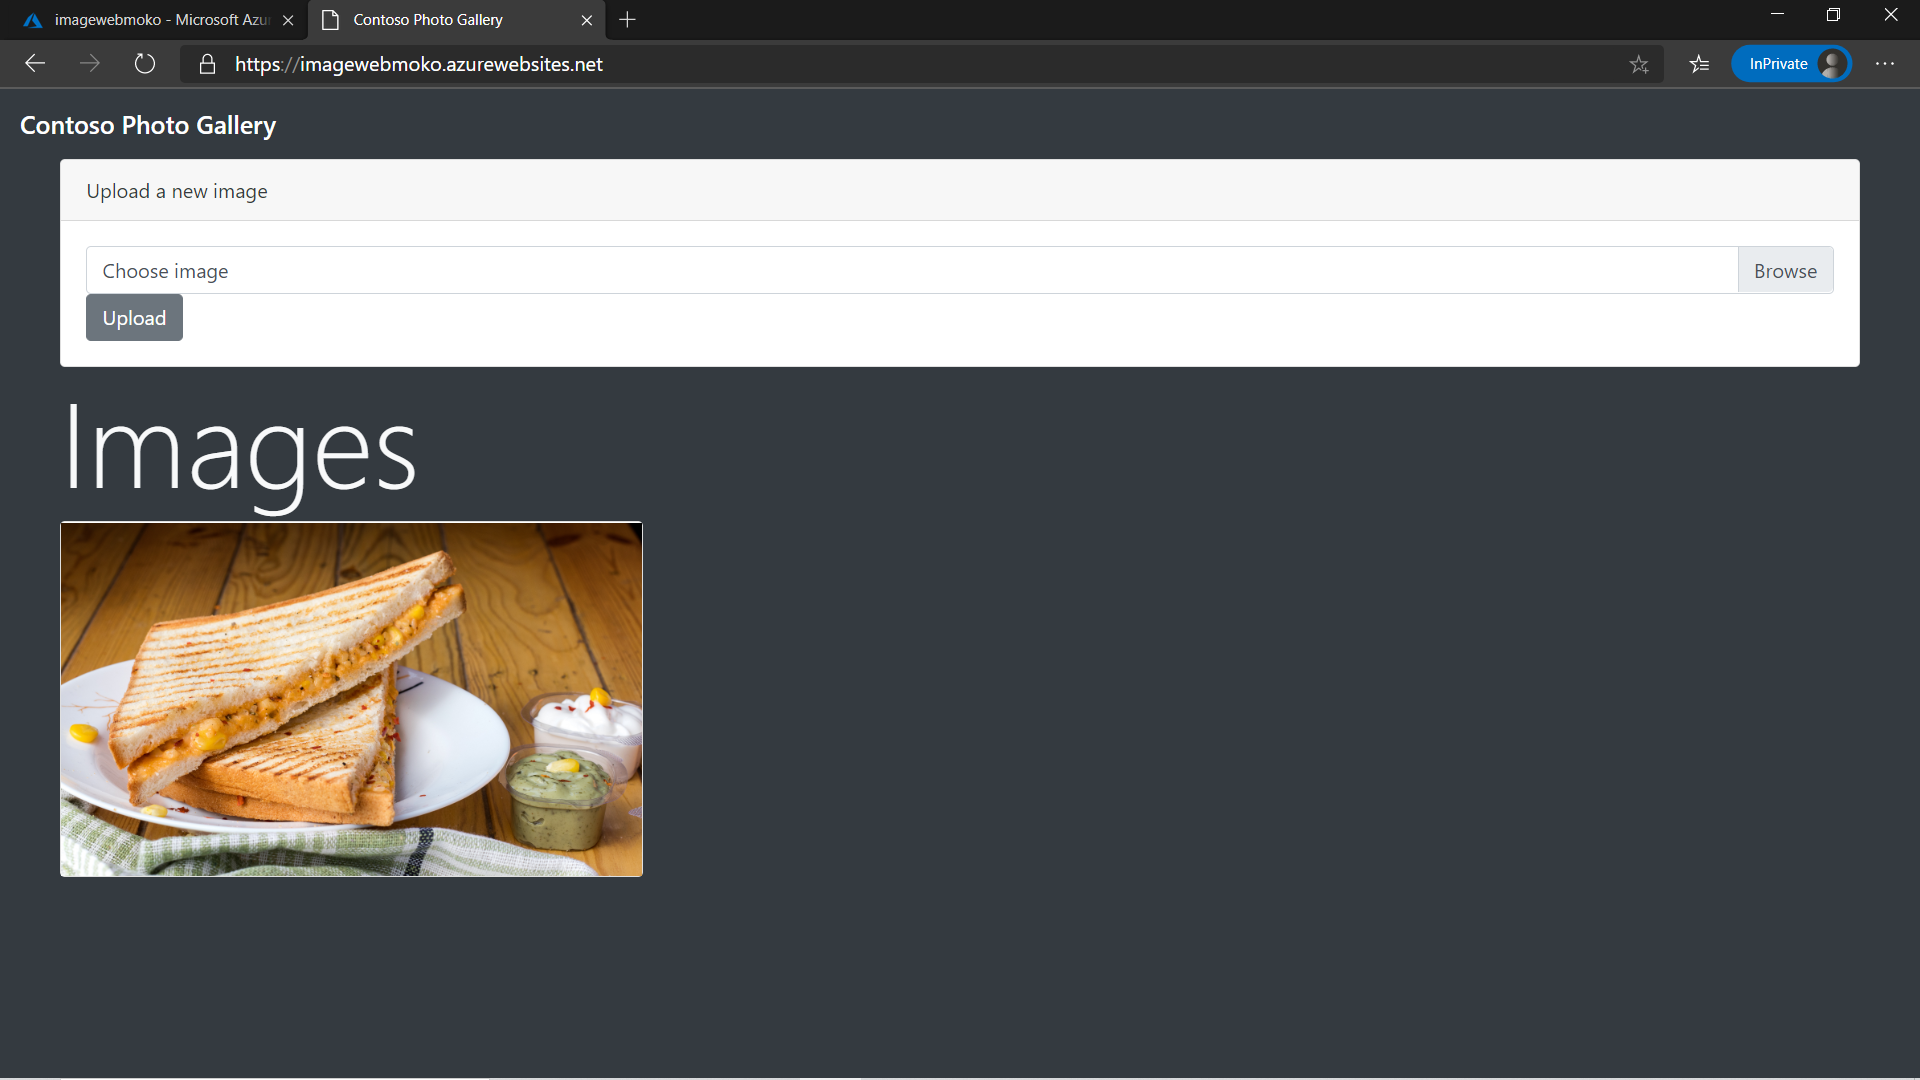 imagewebmoko - Microsoft Azu
Contoso Photo Gallery
https://imagewebmoko.azurewebsites.net
InPrivate
Contoso Photo Gallery
Upload a new image
Choose image
Browse
Upload
Images